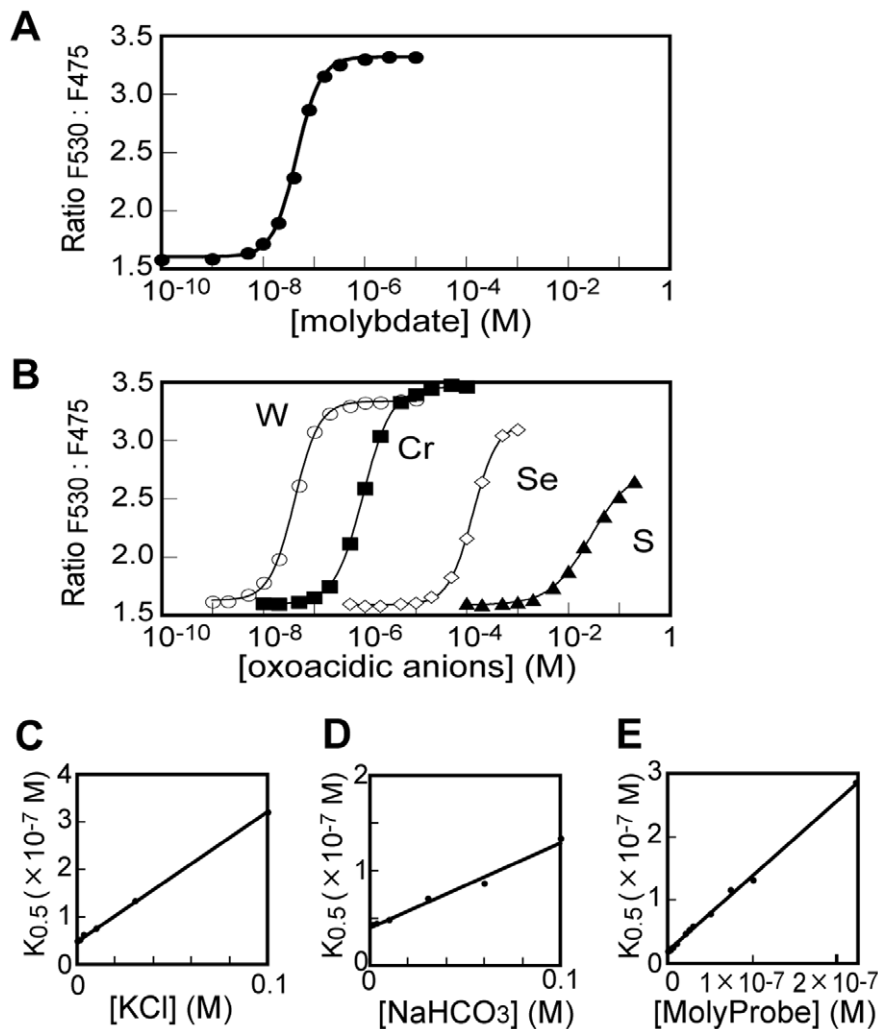 A
Ratio F530 : F475
3.5
3.0
2.5
2.0
1.5
10-10 10-8 10-6 10-4 10-2 1
[molybdate] (M)
B
Ratio F530 : F475
3.5
3.0
2.5
2.0
1.5
W
Cr
Se
S
10-10 10-8 10-6 10-4 10-2 1
[oxoacidic anions] (M)
C
K0.5 (×10-7 M)
4
3
2
1
0
0 0.1
[KCl] (M)
D
K0.5 (×10-7 M)
2
1
0
0 0.1
[NaHCO3] (M)
E
K0.5 (×10-7 M)
3
2
1
0
0 1×10-7 2×10-7
[MolyProbe] (M)